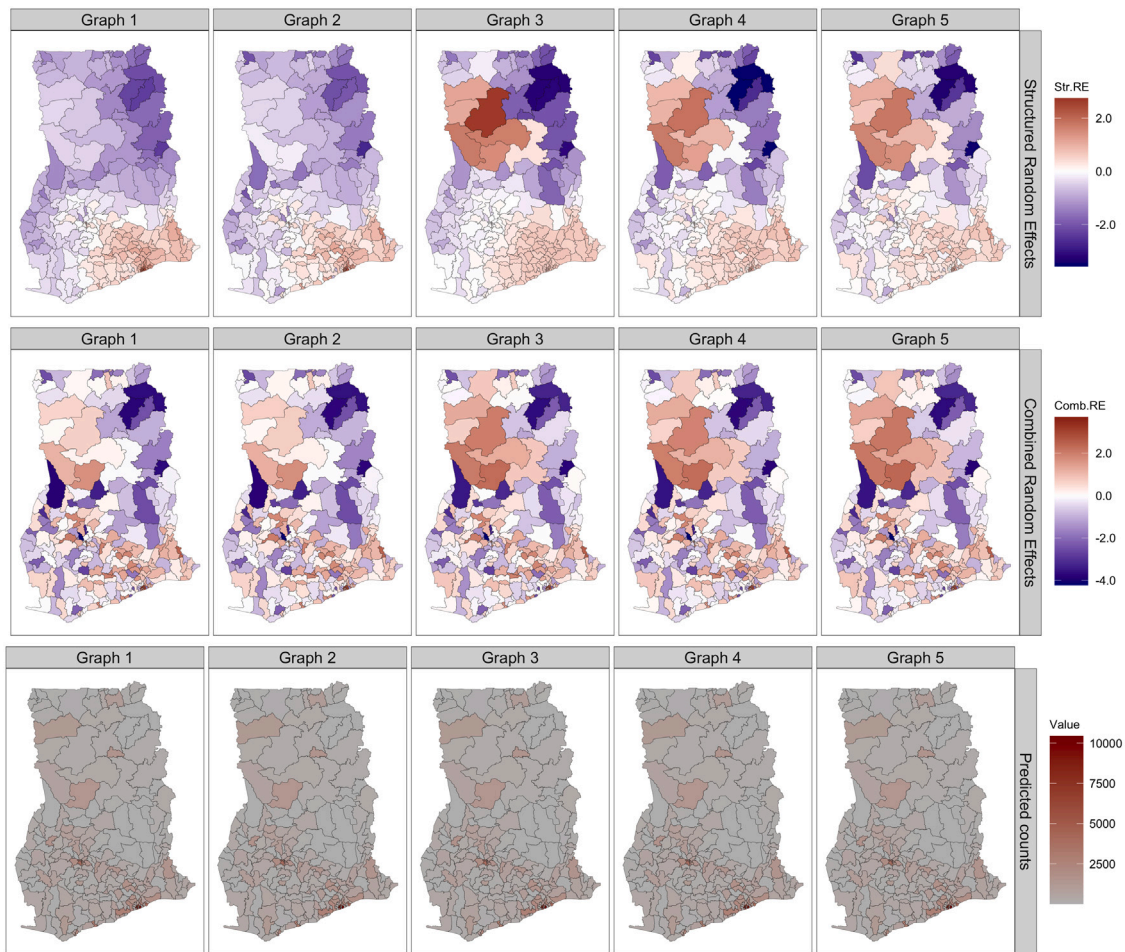 Graph 1
Graph 2
Graph 3
Graph 4
Graph 5
Structured Random Effects
Str.RE
2.0
0.0
-2.0
Graph 1
Graph 2
Graph 3
Graph 4
Graph 5
Combined Random Effects
Comb.RE
2.0
0.0
-2.0
-4.0
Graph 1
Graph 2
Graph 3
Graph 4
Graph 5
Predicted counts
Value
10000
7500
5000
2500